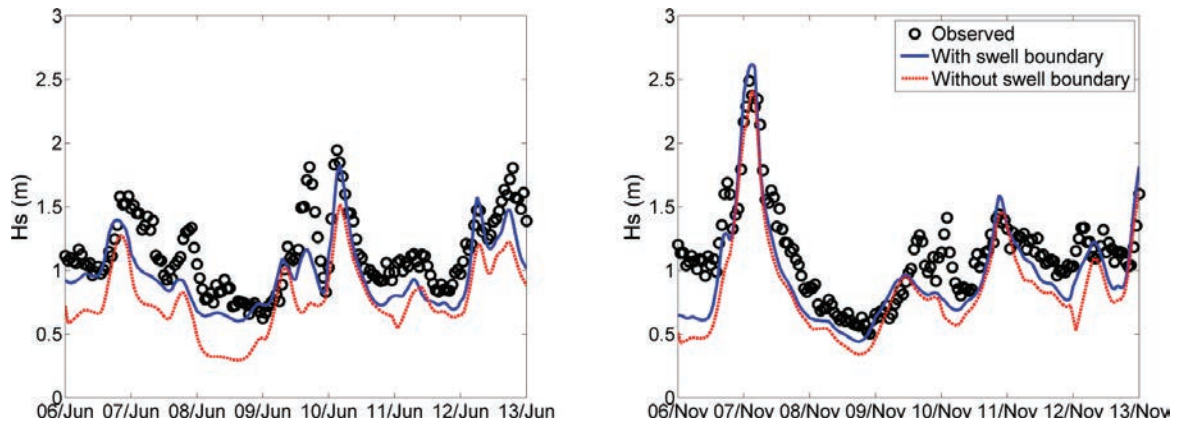 3
2.5
2
1.5
1
0.5
0
Hs (m)
06/Jun 07/Jun 08/Jun 09/Jun 10/Jun 11/Jun 12/Jun 13/Jun
3
2.5
2
1.5
1
0.5
0
Hs (m)
06/Nov 07/Nov 08/Nov 09/Nov 10/Nov 11/Nov 12/Nov 13/Nov
Observed
With swell boundary
Without swell boundary